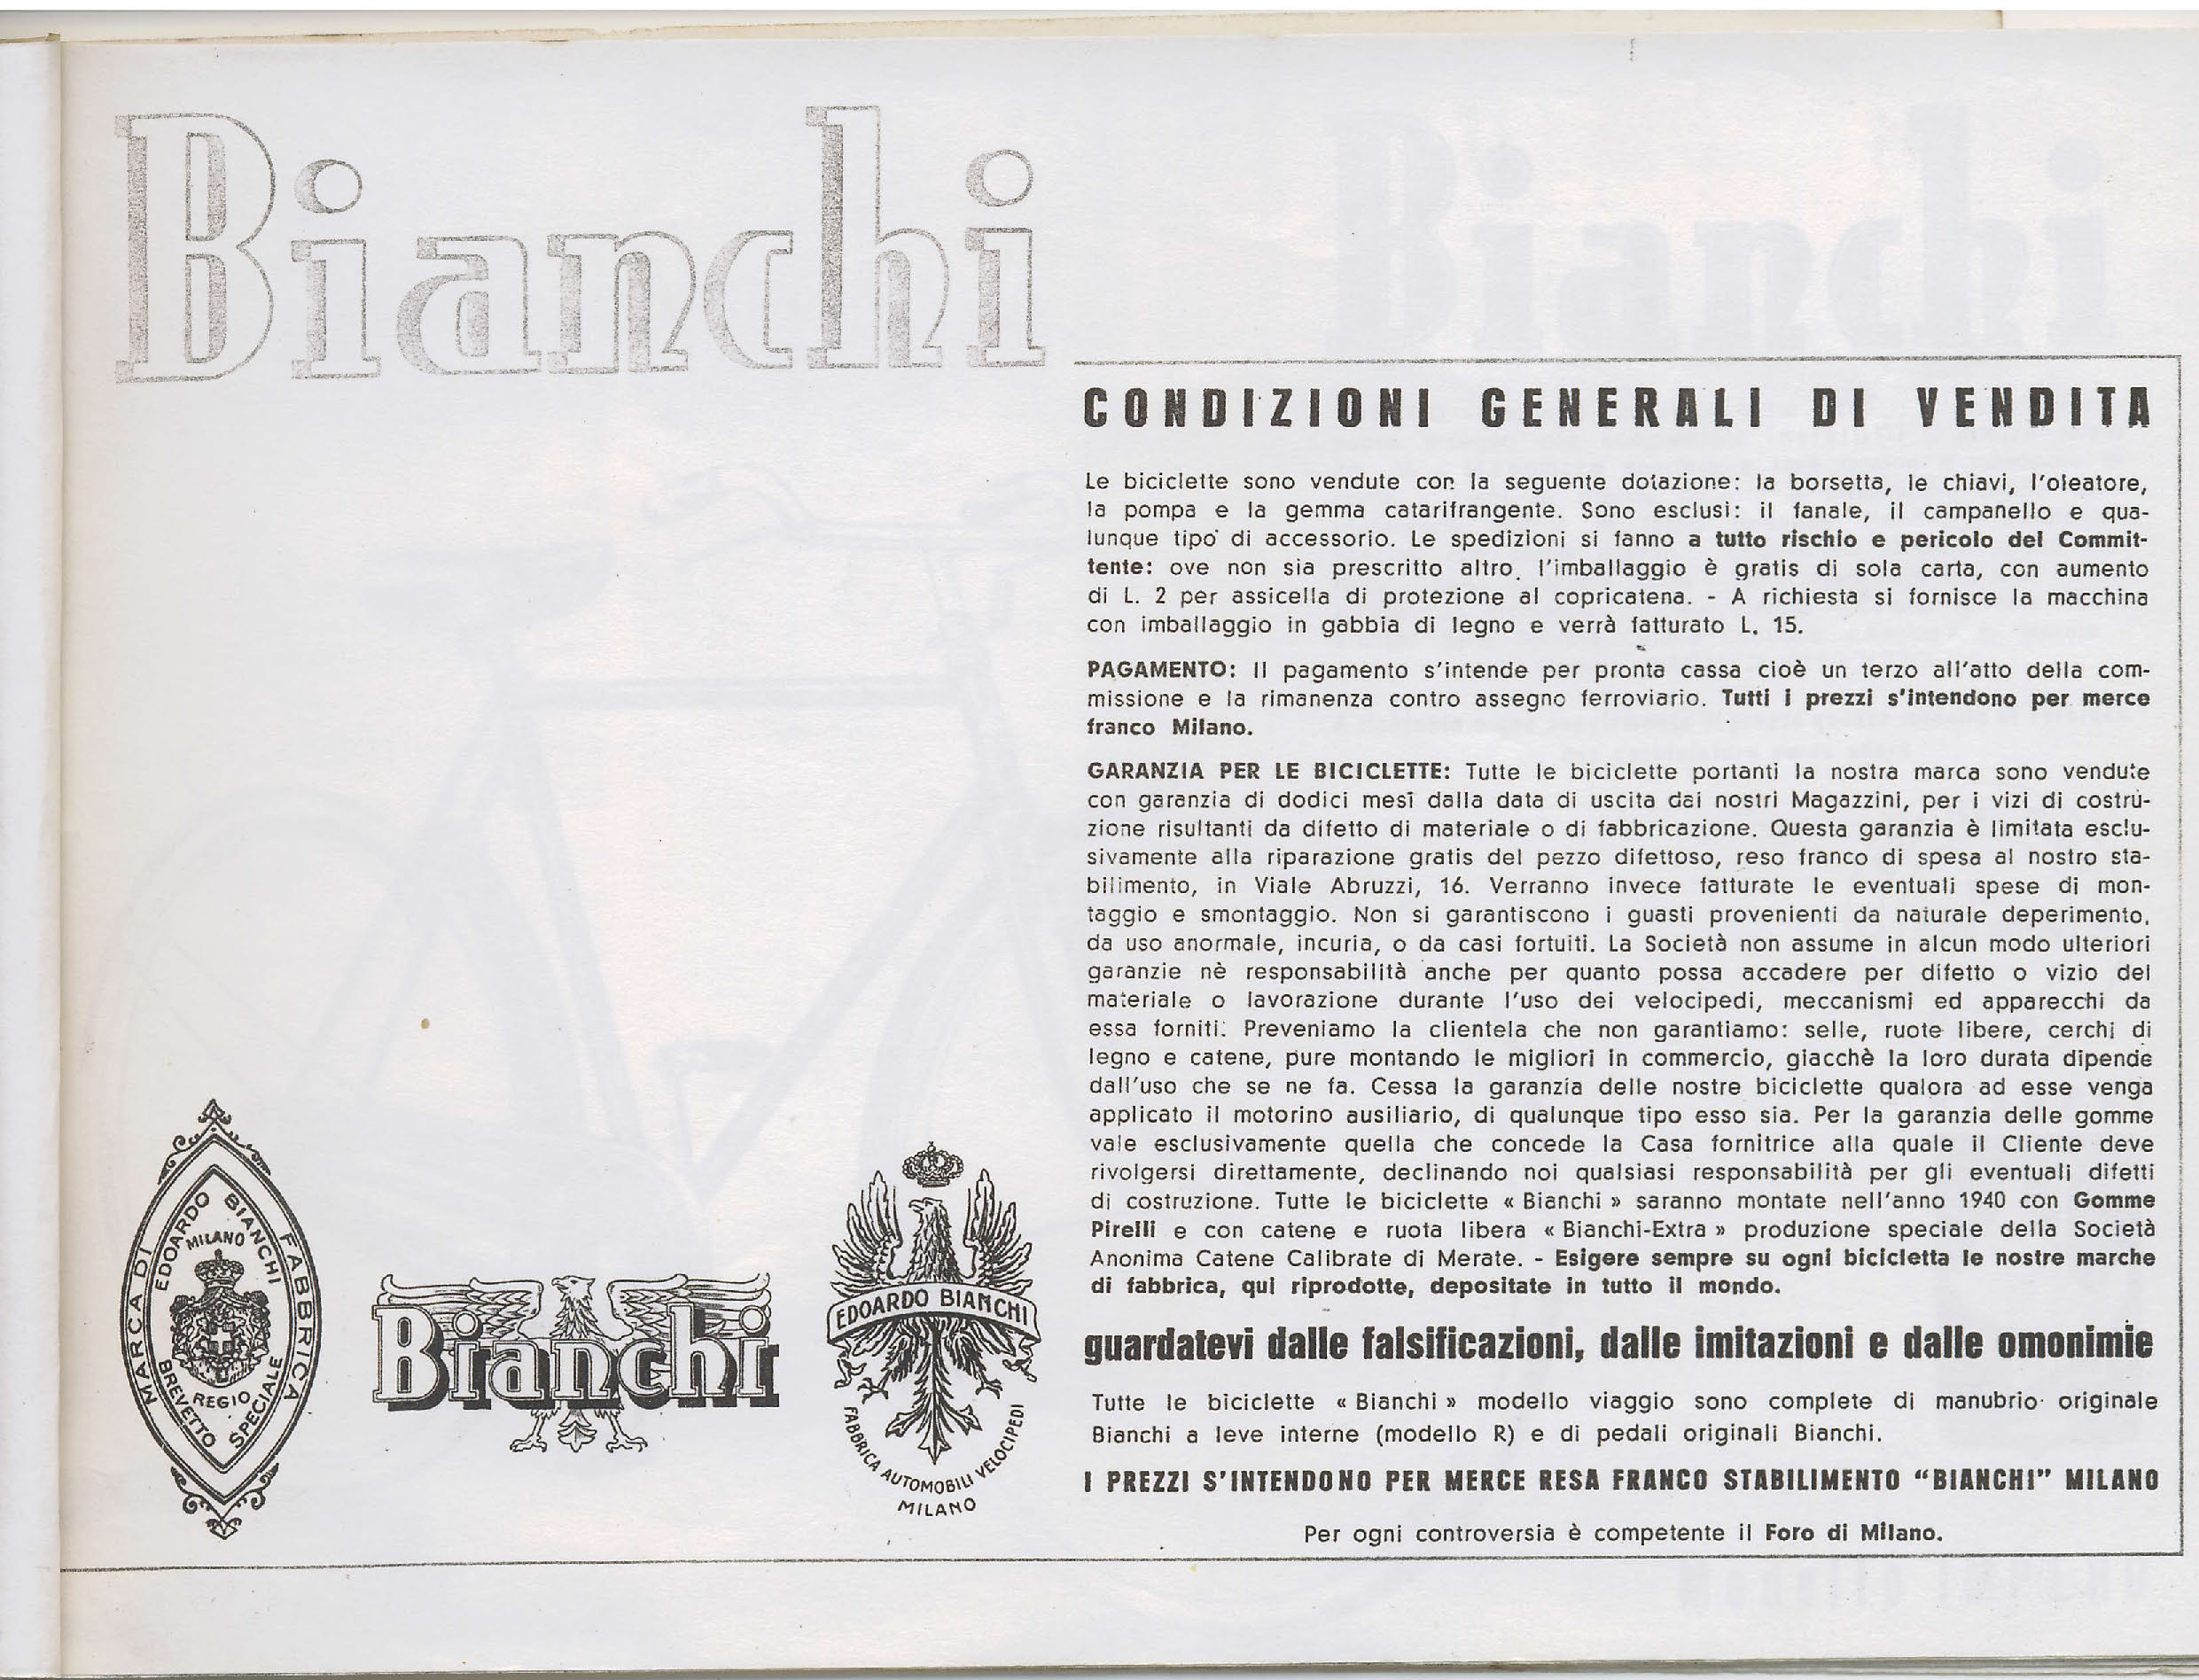 Bianchi
CONDIZIONI GENERALI DI VENDITA
Le biciclette sono vendute con la seguente dotazione: la borsetta, le chiavi, l'oleatore,
la pompa e la gemma catarifrangente. Sono esclusi: il fanale, il campanello e qua-
lunque tipo di accessorio. Le spedizioni si fanno a tutto rischio e pericolo del Commit-
tente: ove non sia prescritto altro, l'imballaggio è gratis di sola carta, con aumento
di L. 2 per assicella di protezione al copricatena. - A richiesta si fornisce la macchina
con imballaggio in gabbia di legno e verrà fatturato L. 15.
PAGAMENTO: Il pagamento s'intende per pronta cassa cioè un terzo all'atto della com-
missione e la rimanenza contro assegno ferroviario. Tutti i prezzi s'intendono per merce
franco Milano.
GARANZIA PER LE BICICLETTE: Tutte le biciclette portanti la nostra marca sono vendute
con garanzia di dodici mesi dalla data di uscita dai nostri Magazzini, per i vizi di costru-
zione risultanti da difetto di materiale o di fabbricazione. Questa garanzia è limitata esclu-
sivamente alla riparazione gratis del pezzo difettoso, reso franco di spesa al nostro sta-
bilimento, in Viale Abruzzi, 16. Verranno invece fatturate le eventuali spese di mon-
taggio e smontaggio. Non si garantiscono i guasti provenienti da naturale deperimento,
da uso anormale, incuria, o da casi fortuiti. La Società non assume in alcun modo ulteriori
garanzie nè responsabilità anche per quanto possa accadere per difetto o vizio del
materiale o lavorazione durante l'uso dei velocipedi, meccanismi ed apparecchi da
essa forniti. Preveniamo la clientela che non garantiamo: selle, ruote libere, cerchi di
legno e catene, pure montando le migliori in commercio, giacchè la loro durata dipende
dall'uso che se ne fa. Cessa la garanzia delle nostre biciclette qualora ad esse venga
applicato il motorino ausiliario, di qualunque tipo esso sia. Per la garanzia delle gomme
vale esclusivamente quella che concede la Casa fornitrice alla quale il Cliente deve
rivolgersi direttamente, declinando noi qualsiasi responsabilità per gli eventuali difetti
di costruzione. Tutte le biciclette « Bianchi » saranno montate nell'anno 1940 con Gomme
Pirelli e con catene e ruota libera « Bianchi-Extra » produzione speciale della Società
Anonima Catene Calibrate di Merate. - Esigere sempre su ogni bicicletta le nostre marche
di fabbrica, qui riprodotte, depositate in tutto il mondo.
guardatevi dalle falsificazioni, dalle imitazioni e dalle omonimie
Tutte le biciclette « Bianchi » modello viaggio sono complete di manubrio originale
Bianchi a leve interne (modello R) e di pedali originali Bianchi.
I PREZZI S'INTENDONO PER MERCE RESA FRANCO STABILIMENTO "BIANCHI" MILANO
Per ogni controversia è competente il Foro di Milano.
MARCA DI FABBRICA
EDOARDO BIANCHI
MILANO
REGIO
BREVETTO SPECIALE
Bianchi
EDOARDO BIANCHI
FABBRICA AUTOMOBILI VELOCIPEDI
MILANO